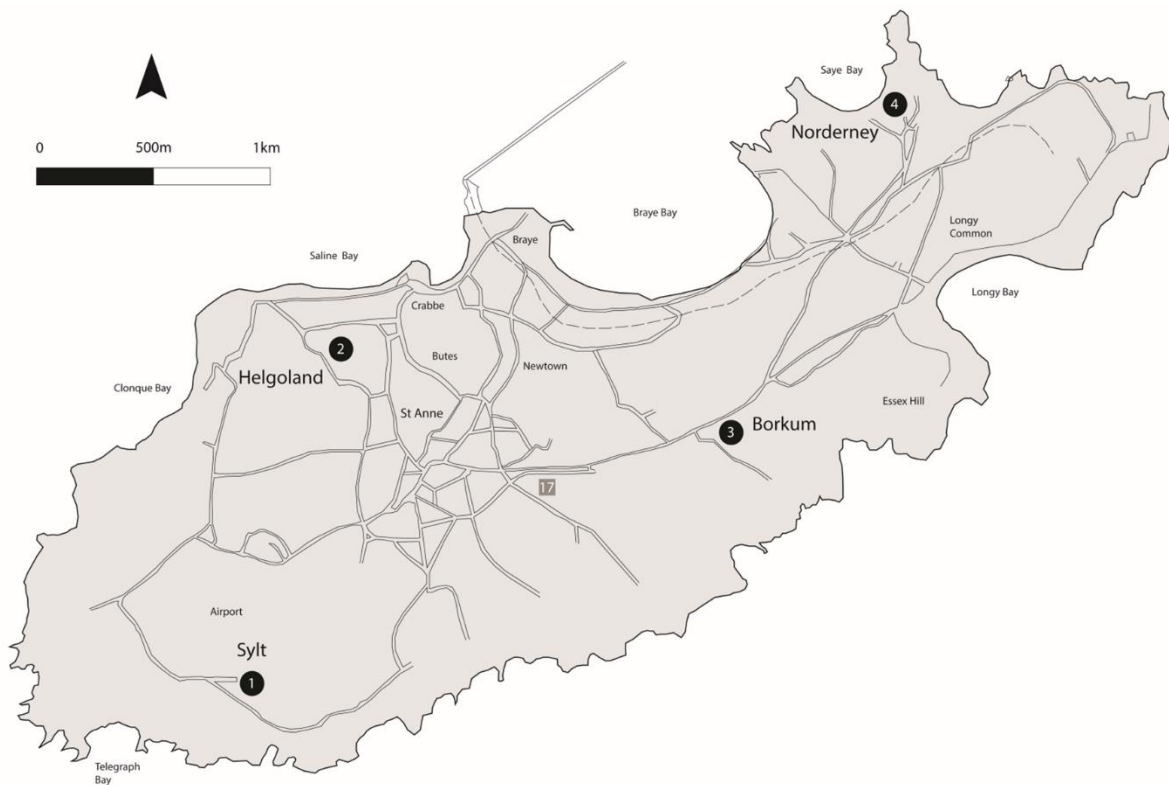 Saye Bay
4
Norderney
0 500m 1km
Braye Bay
Braye
Longy
Common
Saline Bay
Longy Bay
Crabbe
2
Butes
Newtown
Helgoland
Clonque Bay
St Anne
Essex Hill
3
Borkum
17
Airport
Sylt
1
Telegraph
Bay